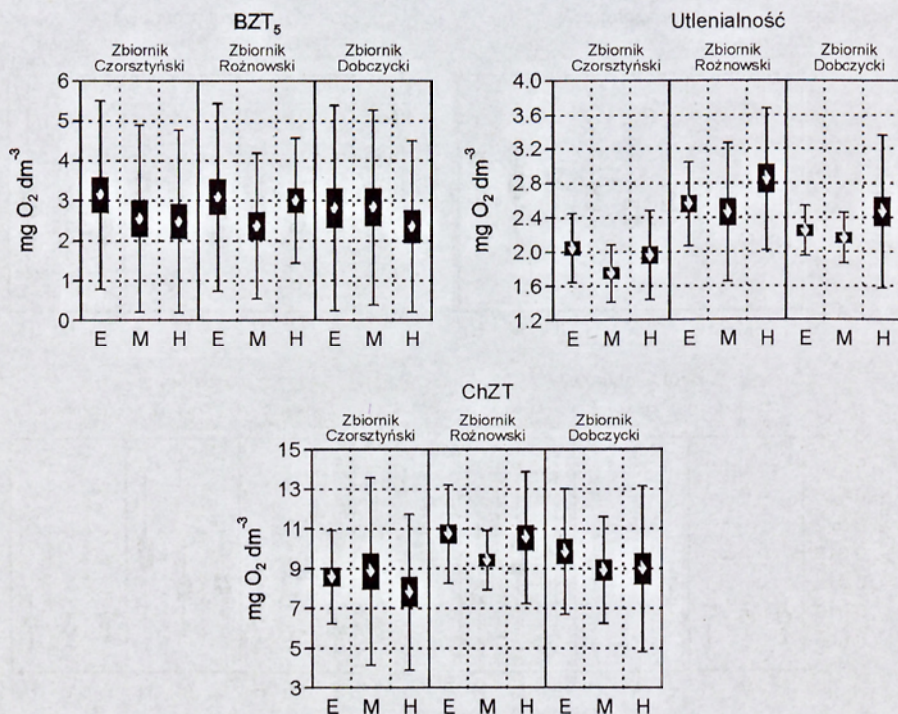 BZT5
Zbiornik Czorsztyński
Zbiornik Rożnowski
Zbiornik Dobczycki
mg O2 dm-3
6
5
4
3
2
1
0
E M H E M H E M H
Utlenialność
Zbiornik Czorsztyński
Zbiornik Rożnowski
Zbiornik Dobczycki
mg O2 dm-3
4.0
3.6
3.2
2.8
2.4
2.0
1.6
1.2
E M H E M H E M H
ChZT
Zbiornik Czorsztyński
Zbiornik Rożnowski
Zbiornik Dobczycki
mg O2 dm-3
15
13
11
9
7
5
3
E M H E M H E M H